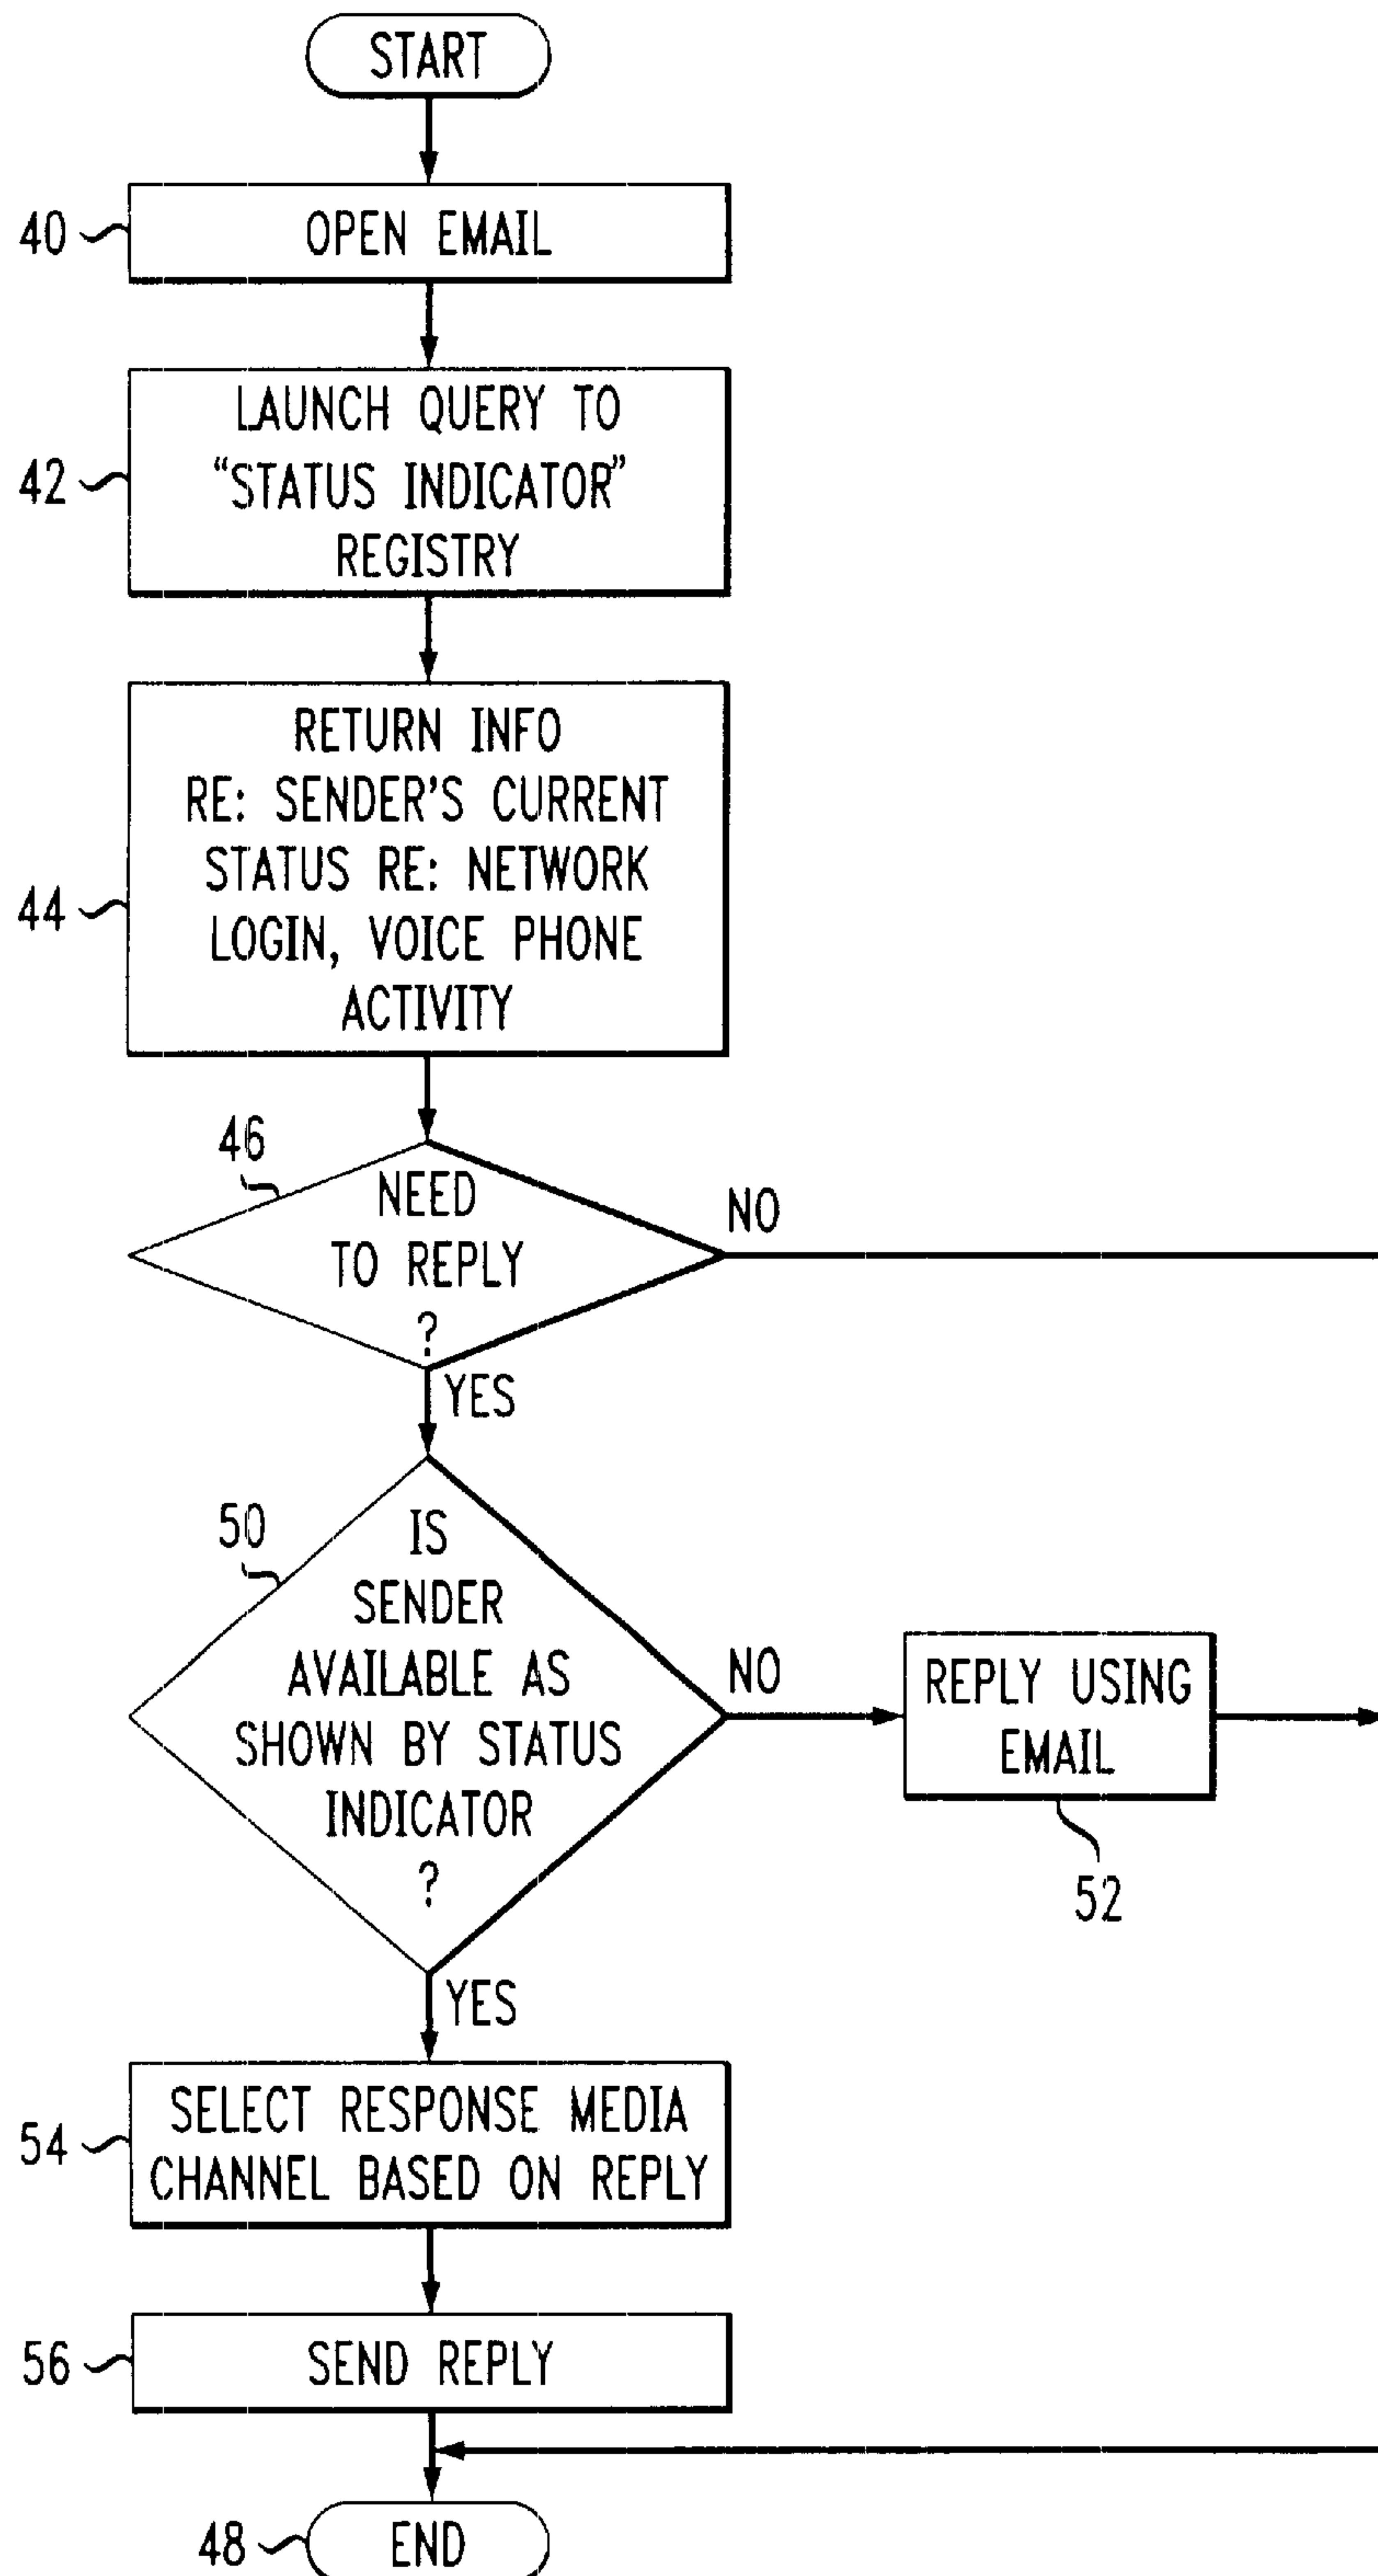 START
40
OPEN EMAIL
42
LAUNCH QUERY TO
“STATUS INDICATOR”
REGISTRY
44
RETURN INFO
RE: SENDER'S CURRENT
STATUS RE: NETWORK
LOGIN, VOICE PHONE
ACTIVITY
46
NEED
TO REPLY
?
NO
YES
50
IS
SENDER
AVAILABLE AS
SHOWN BY STATUS
INDICATOR
?
NO
REPLY USING
EMAIL
52
YES
54
SELECT RESPONSE MEDIA
CHANNEL BASED ON REPLY
56
SEND REPLY
48
END